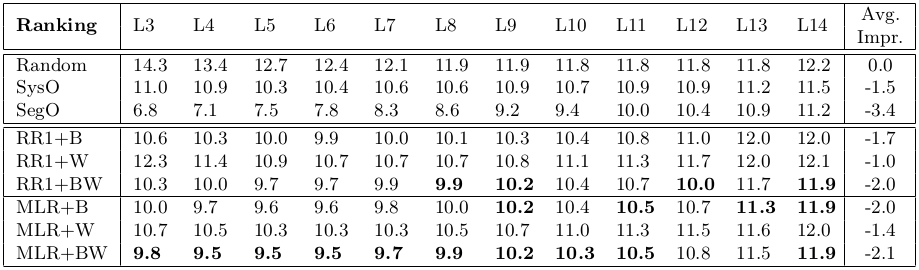 Ranking L3 L4 L5 L6 L7 L8 L9 L10 L11 L12 L13 L14 Avg. Impr.
Random 14.3 13.4 12.7 12.4 12.1 11.9 11.9 11.8 11.8 11.8 11.8 12.2 0.0
SysO 11.0 10.9 10.3 10.4 10.6 10.6 10.9 10.7 10.9 10.9 11.2 11.5 -1.5
SegO 6.8 7.1 7.5 7.8 8.3 8.6 9.2 9.4 10.0 10.4 10.9 11.2 -3.4
RR1+B 10.6 10.3 10.0 9.9 10.0 10.1 10.3 10.4 10.8 11.0 12.0 12.0 -1.7
RR1+W 12.3 11.4 10.9 10.7 10.7 10.7 10.8 11.1 11.3 11.7 12.0 12.1 -1.0
RR1+BW 10.3 10.0 9.7 9.7 9.9 9.9 10.2 10.4 10.7 10.0 11.7 11.9 -2.0
MLR+B 10.0 9.7 9.6 9.6 9.8 10.0 10.2 10.4 10.5 10.7 11.3 11.9 -2.0
MLR+W 10.7 10.5 10.3 10.3 10.3 10.5 10.7 11.0 11.3 11.5 11.6 12.0 -1.4
MLR+BW 9.8 9.5 9.5 9.5 9.7 9.9 10.2 10.3 10.5 10.8 11.5 11.9 -2.1